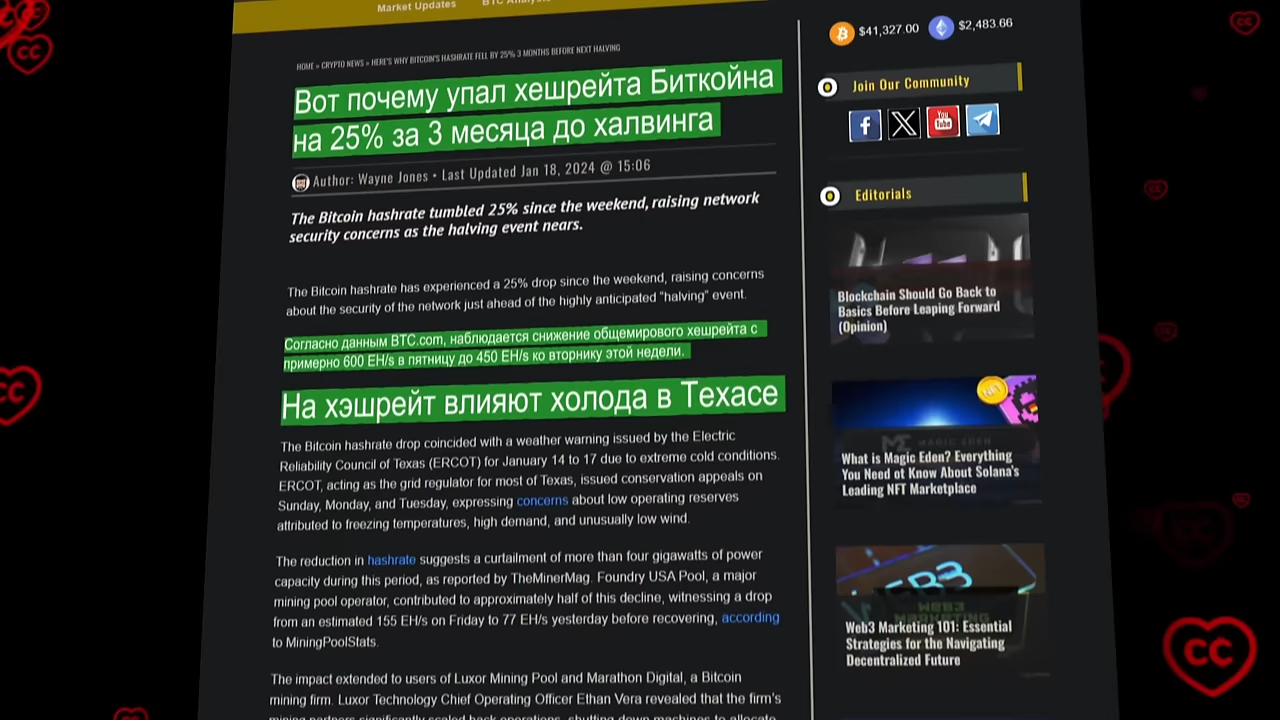 Market Updates
HOME » CRYPTO NEWS » HERE'S WHY BITCOIN'S HASHRATE FELL BY 25% 3 MONTHS BEFORE NEXT HALVING
Вот почему упал хешрейта Биткойна
на 25% за 3 месяца до халвинга
Author: Wayne Jones • Last Updated Jan 18, 2024 @ 15:06
The Bitcoin hashrate tumbled 25% since the weekend, raising network
security concerns as the halving event nears.
The Bitcoin hashrate has experienced a 25% drop since the weekend, raising concerns
about the security of the network just ahead of the highly anticipated "halving" event.
Согласно данным BTC.com, наблюдается снижение общемирового хешрейта с
примерно 600 EH/s в пятницу до 450 EH/s ко вторнику этой недели.
На хэшрейт влияют холода в Техасе
The Bitcoin hashrate drop coincided with a weather warning issued by the Electric
Reliability Council of Texas (ERCOT) for January 14 to 17 due to extreme cold conditions.
ERCOT, acting as the grid regulator for most of Texas, issued conservation appeals on
Sunday, Monday, and Tuesday, expressing concerns about low operating reserves
attributed to freezing temperatures, high demand, and unusually low wind.
The reduction in hashrate suggests a curtailment of more than four gigawatts of power
capacity during this period, as reported by TheMinerMag. Foundry USA Pool, a major
mining pool operator, contributed to approximately half of this decline, witnessing a drop
from an estimated 155 EH/s on Friday to 77 EH/s yesterday before recovering, according
to MiningPoolStats.
The impact extended to users of Luxor Mining Pool and Marathon Digital, a Bitcoin
mining firm. Luxor Technology Chief Operating Officer Ethan Vera revealed that the firm's
$41,327.00
$2,483.66
Join Our Community
You
Tube
Editorials
Blockchain Should Go Back to
Basics Before Leaping Forward
(Opinion)
NFT
MAGIC EDEN
What is Magic Eden? Everything
You Need ot Know About Solana's
Leading NFT Marketplace
WEB3
MARKETING
Web3 Marketing 101: Essential
Strategies for the Navigating
Decentralized Future
CC
CC
CC
CC